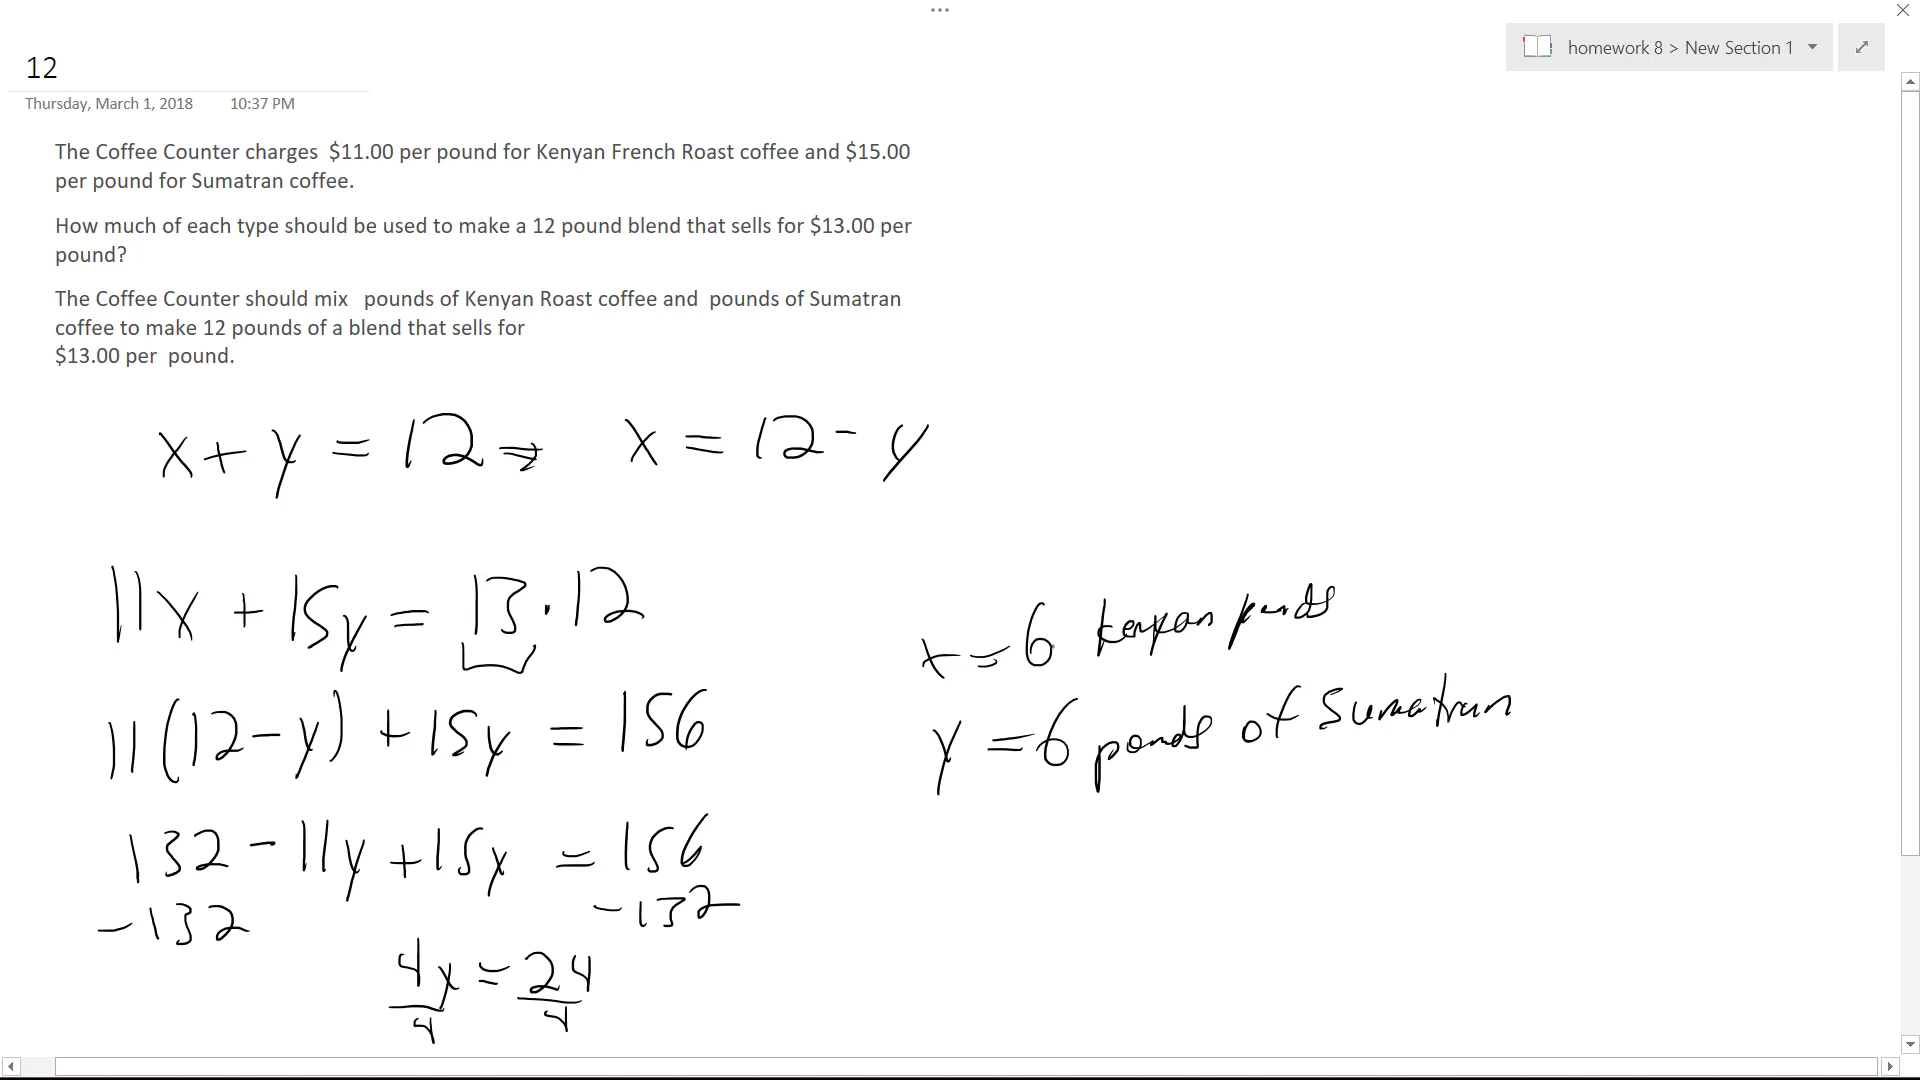 ...
homework 8 > New Section 1
12
Thursday, March 1, 2018 10:37 PM
The Coffee Counter charges $11.00 per pound for Kenyan French Roast coffee and $15.00
per pound for Sumatran coffee.
How much of each type should be used to make a 12 pound blend that sells for $13.00 per
pound?
The Coffee Counter should mix pounds of Kenyan Roast coffee and pounds of Sumatran
coffee to make 12 pounds of a blend that sells for
$13.00 per pound.
x + y = 12 ⇒ x = 12 - y
11x + 15y = 13 · 12
11(12 - y) + 15y = 156
132 - 11y + 15y = 156
-132 -132
4y = 24
4 4
x = 6 kenyan pounds
y = 6 pounds of Sumatran